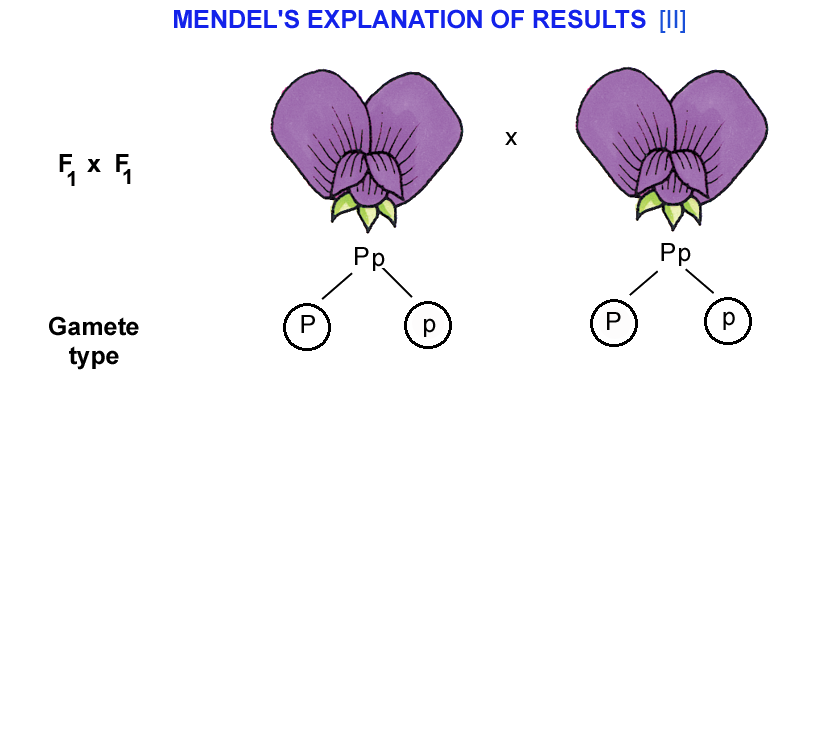 MENDEL'S EXPLANATION OF RESULTS [II]
x
F1 x F1
Pp Pp
P p P p
Gamete
type